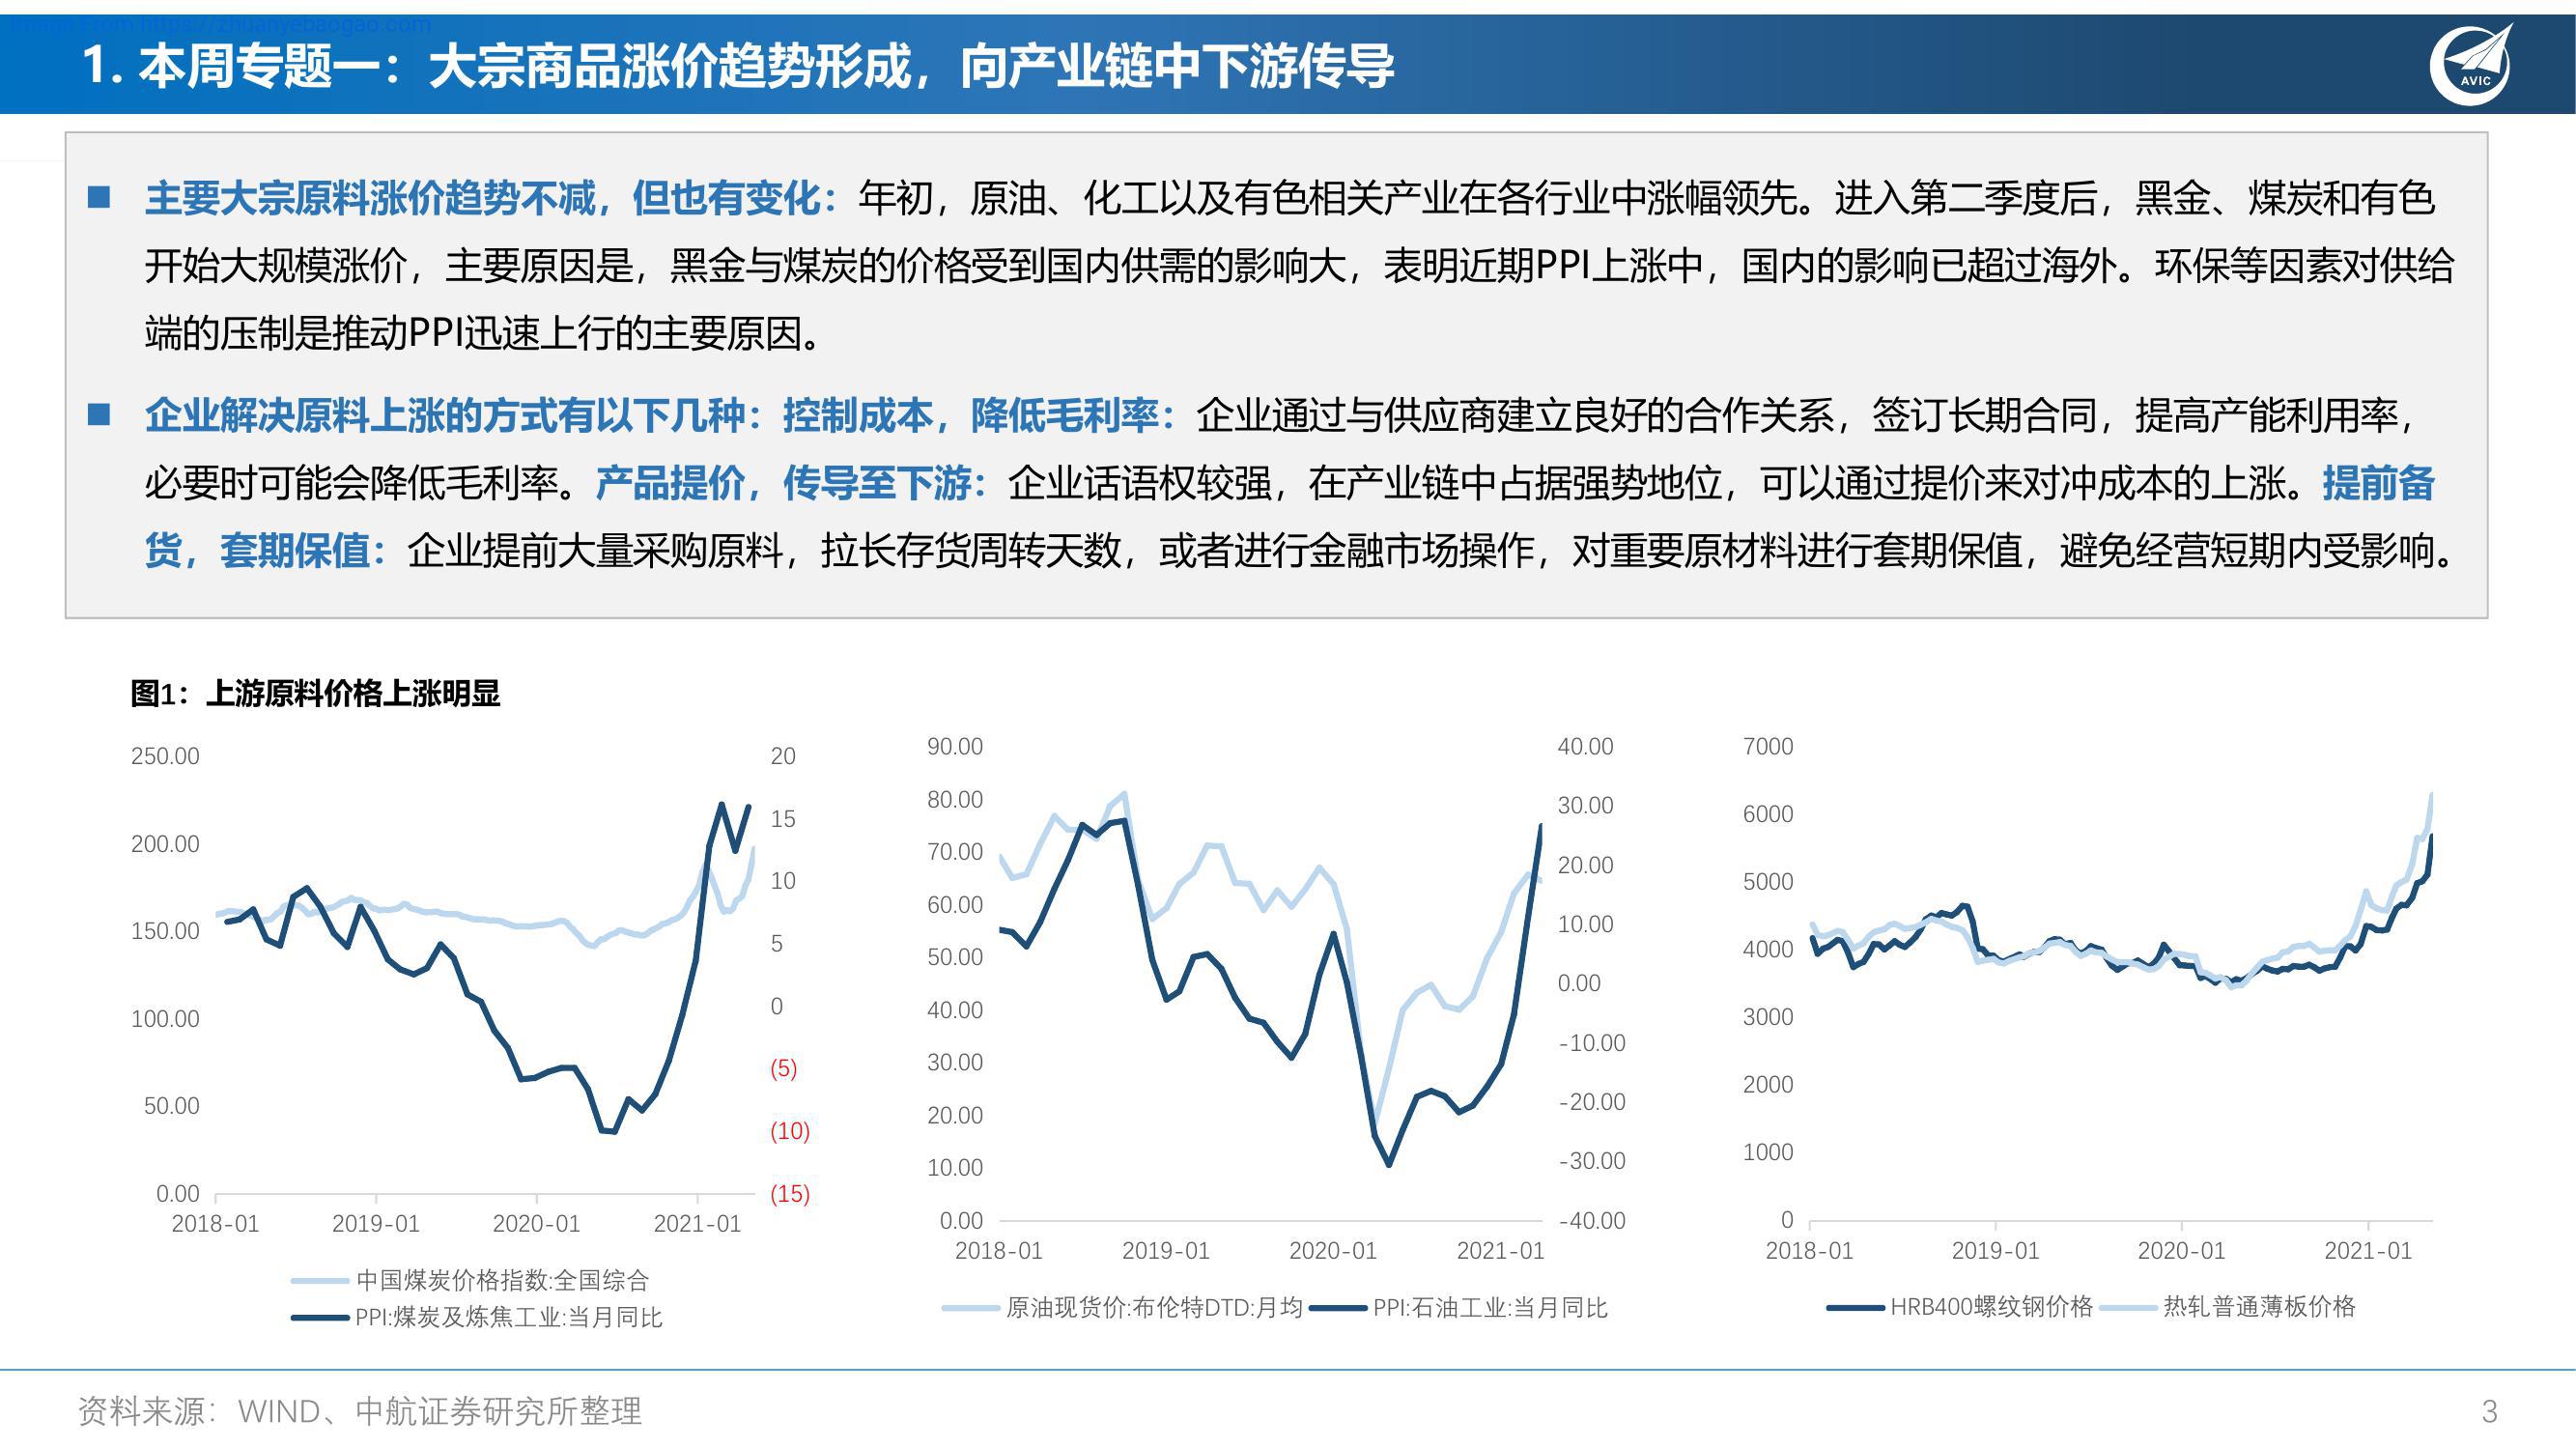 Image From https://zhuanyebaogao.com
1. 本周专题一：大宗商品涨价趋势形成，向产业链中下游传导
AVIC
■ 主要大宗原料涨价趋势不减，但也有变化：年初，原油、化工以及有色相关产业在各行业中涨幅领先。进入第二季度后，黑金、煤炭和有色
开始大规模涨价，主要原因是，黑金与煤炭的价格受到国内供需的影响大，表明近期PPI上涨中，国内的影响已超过海外。环保等因素对供给
端的压制是推动PPI迅速上行的主要原因。
■ 企业解决原料上涨的方式有以下几种：控制成本，降低毛利率：企业通过与供应商建立良好的合作关系，签订长期合同，提高产能利用率，
必要时可能会降低毛利率。产品提价，传导至下游：企业话语权较强，在产业链中占据强势地位，可以通过提价来对冲成本的上涨。提前备
货，套期保值：企业提前大量采购原料，拉长存货周转天数，或者进行金融市场操作，对重要原材料进行套期保值，避免经营短期内受影响。
图1：上游原料价格上涨明显
250.00
200.00
150.00
100.00
50.00
0.00
20
15
10
5
0
(5)
(10)
(15)
2018-01 2019-01 2020-01 2021-01
中国煤炭价格指数:全国综合
PPI:煤炭及炼焦工业:当月同比
90.00
80.00
70.00
60.00
50.00
40.00
30.00
20.00
10.00
0.00
40.00
30.00
20.00
10.00
0.00
-10.00
-20.00
-30.00
-40.00
2018-01 2019-01 2020-01 2021-01
原油现货价:布伦特DTD:月均 PPI:石油工业:当月同比
7000
6000
5000
4000
3000
2000
1000
0
2018-01 2019-01 2020-01 2021-01
HRB400螺纹钢价格 热轧普通薄板价格
资料来源：WIND、中航证券研究所整理
3